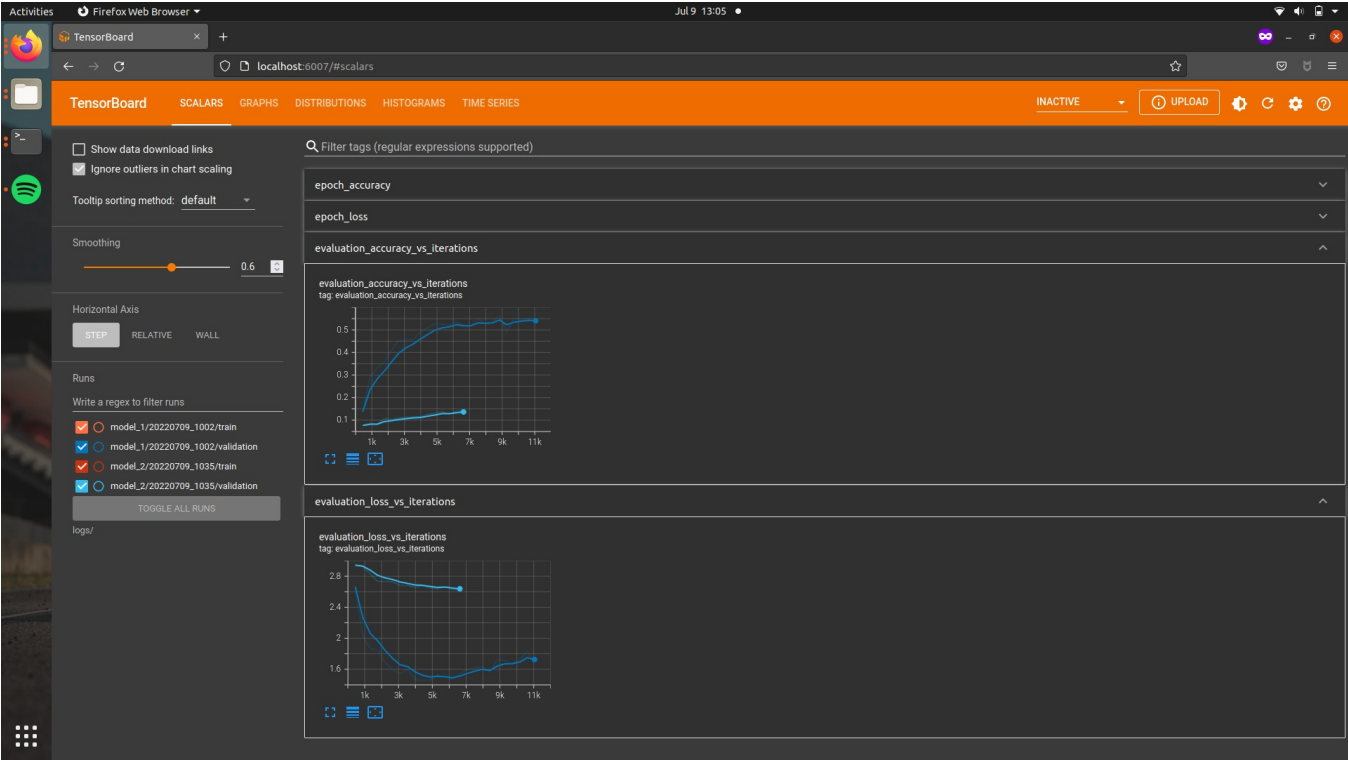 Activities
Firefox Web Browser
Jul 9 13:05
TensorBoard
localhost:6007/#scalars
TensorBoard
SCALARS
GRAPHS
DISTRIBUTIONS
HISTOGRAMS
TIME SERIES
INACTIVE
UPLOAD
Show data download links
Ignore outliers in chart scaling
Tooltip sorting method: default
Smoothing
0.6
Horizontal Axis
STEP
RELATIVE
WALL
Runs
Write a regex to filter runs
model_1/20220709_1002/train
model_1/20220709_1002/validation
model_2/20220709_1035/train
model_2/20220709_1035/validation
TOGGLE ALL RUNS
logs/
Filter tags (regular expressions supported)
epoch_accuracy
epoch_loss
evaluation_accuracy_vs_iterations
evaluation_accuracy_vs_iterations
tag: evaluation_accuracy_vs_iterations
0.5
0.4
0.3
0.2
0.1
1k 3k 5k 7k 9k 11k
evaluation_loss_vs_iterations
evaluation_loss_vs_iterations
tag: evaluation_loss_vs_iterations
2.8
2.4
2
1.6
1k 3k 5k 7k 9k 11k